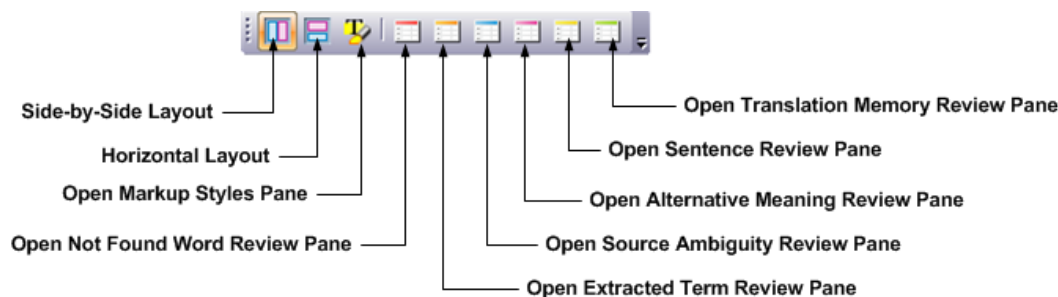 T
Side-by-Side Layout
Open Translation Memory Review Pane
Horizontal Layout
Open Sentence Review Pane
Open Markup Styles Pane
Open Alternative Meaning Review Pane
Open Not Found Word Review Pane
Open Source Ambiguity Review Pane
Open Extracted Term Review Pane